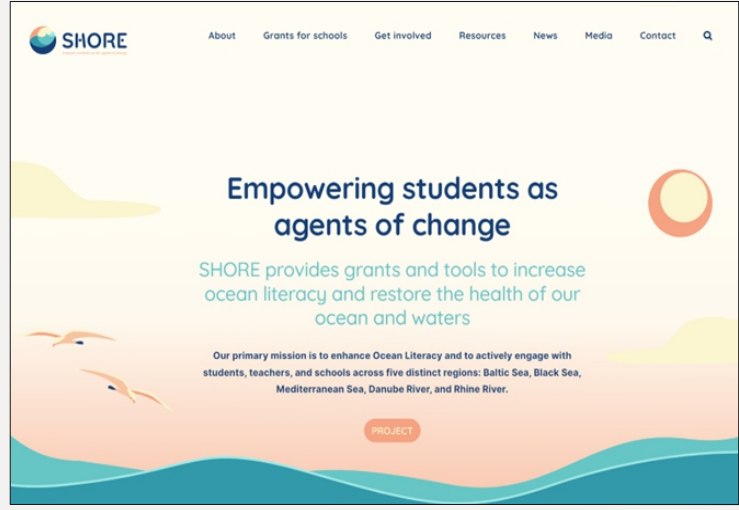 SHORE
About Grants for schools Get involved Resources News Media Contact
Empowering students as
agents of change
SHORE provides grants and tools to increase
ocean literacy and restore the health of our
ocean and waters
Our primary mission is to enhance Ocean Literacy and to actively engage with
students, teachers, and schools across five distinct regions: Baltic Sea, Black Sea,
Mediterranean Sea, Danube River, and Rhine River.
PROJECT